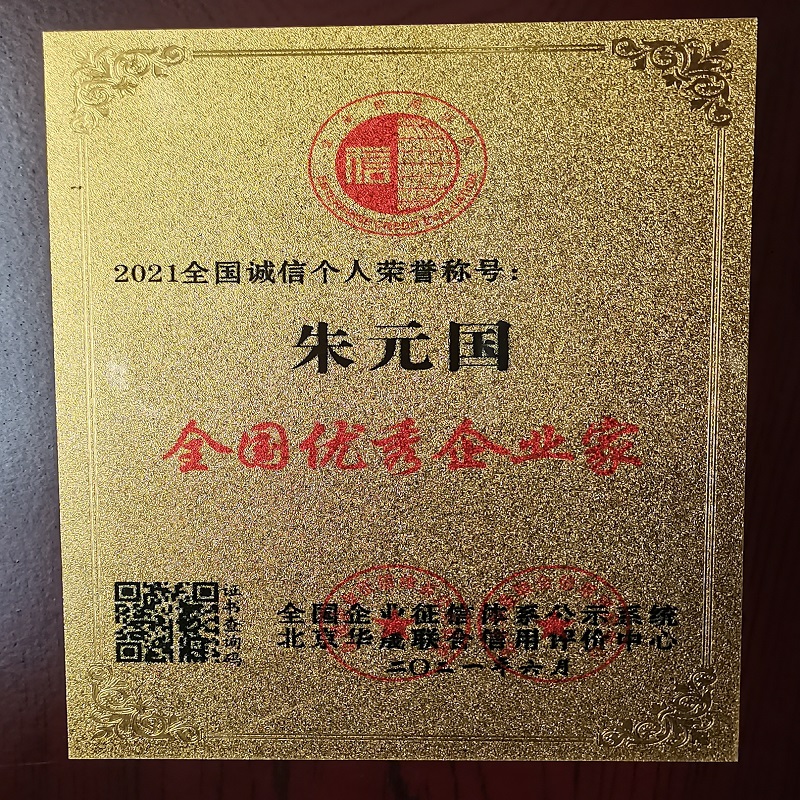 信
2021全国诚信个人荣誉称号:
朱元国
全国优秀企业家
证书查询码
全国企业征信体系公示系统
北京华晟联合信用评价中心
二〇二一年六月